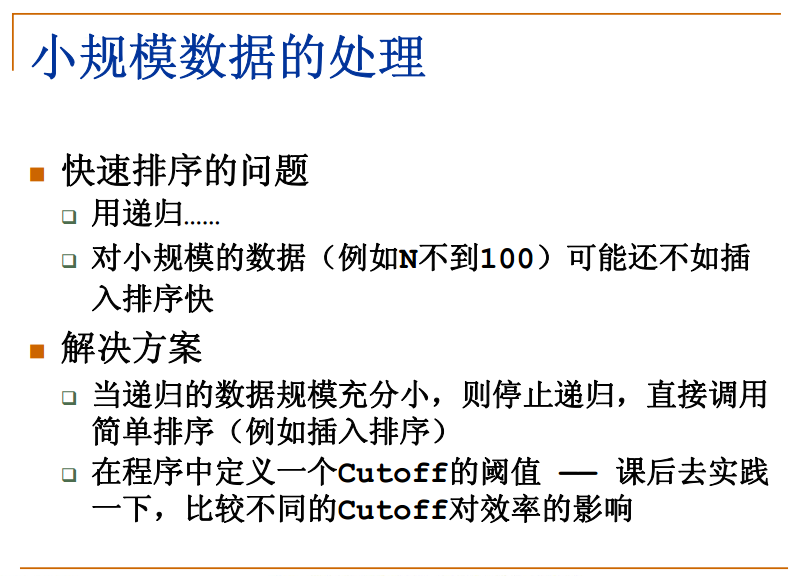 小规模数据的处理
快速排序的问题
用递归……
对小规模的数据（例如N不到100）可能还不如插
入排序快
解决方案
当递归的数据规模充分小，则停止递归，直接调用
简单排序（例如插入排序）
在程序中定义一个Cutoff的阈值 —— 课后去实践
一下，比较不同的Cutoff对效率的影响